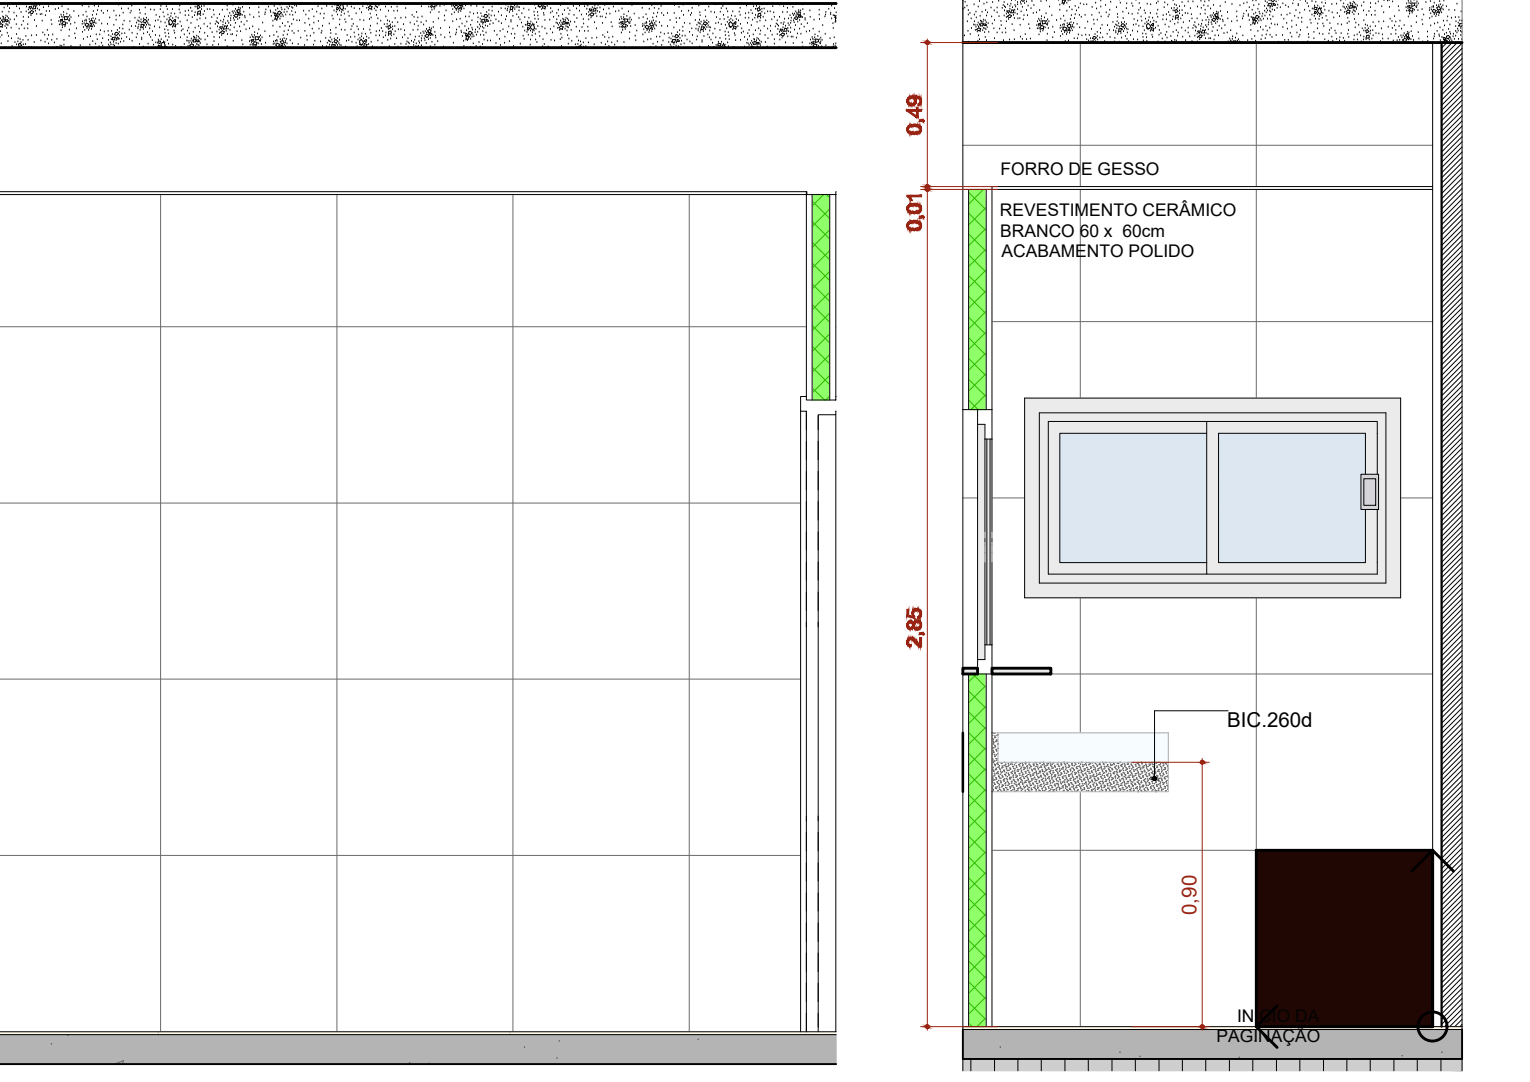 0,49
FORRO DE GESSO
0,01
REVESTIMENTO CERÂMICO
BRANCO 60 x 60cm
ACABAMENTO POLIDO
2,85
BIC.260d
0,90
INÍCIO DA
PAGINAÇÃO